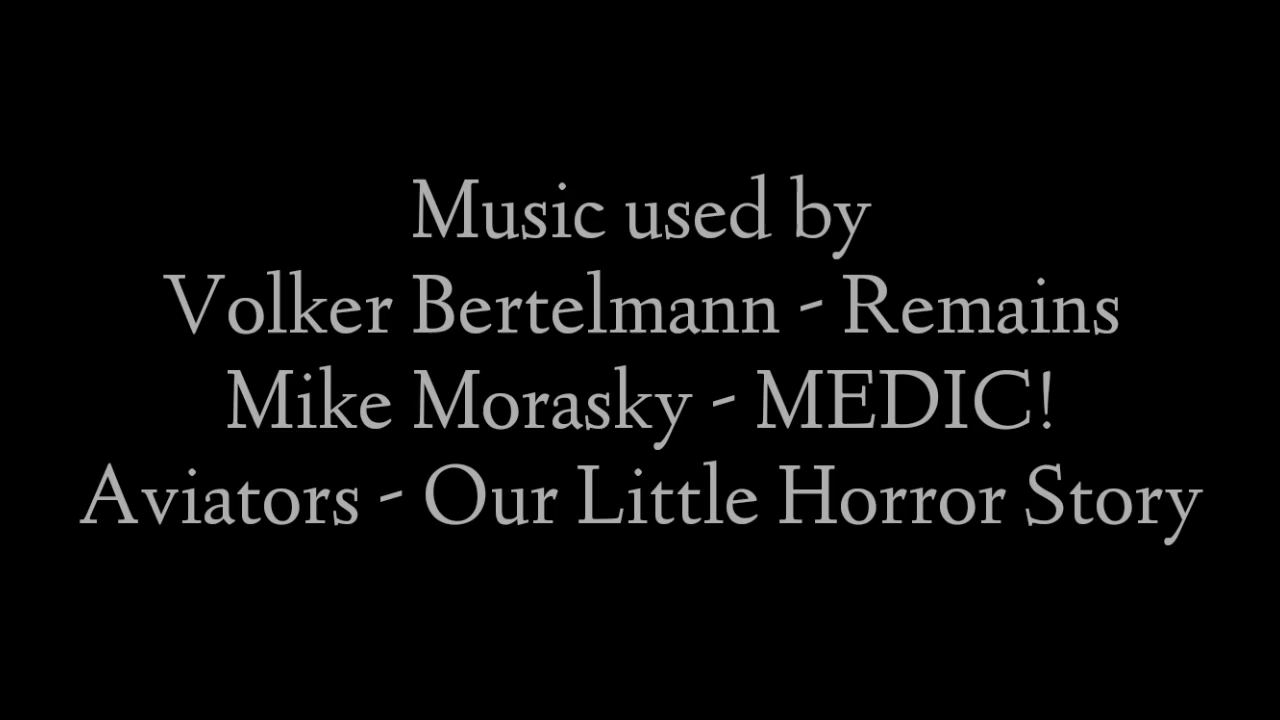 Music used by
Volker Bertelmann - Remains
Mike Morasky - MEDIC!
Aviators - Our Little Horror Story